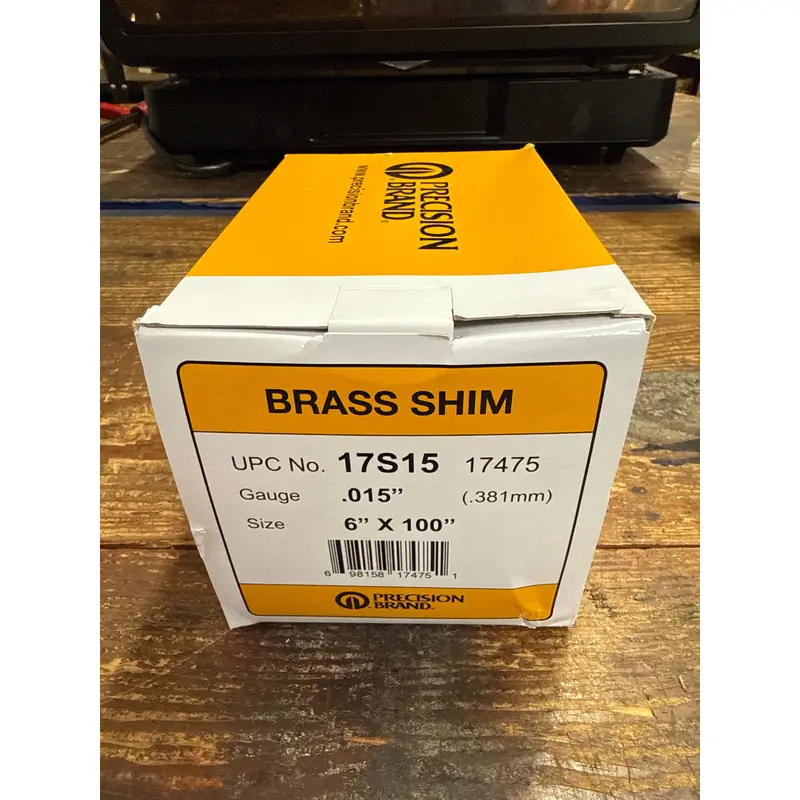 PRECISION
BRAND®
www.precisionbrand.com
BRASS SHIM
UPC No. 17S15 17475
Gauge .015” (.381mm)
Size 6” X 100”
6 98158 17475 1
PRECISION
BRAND®